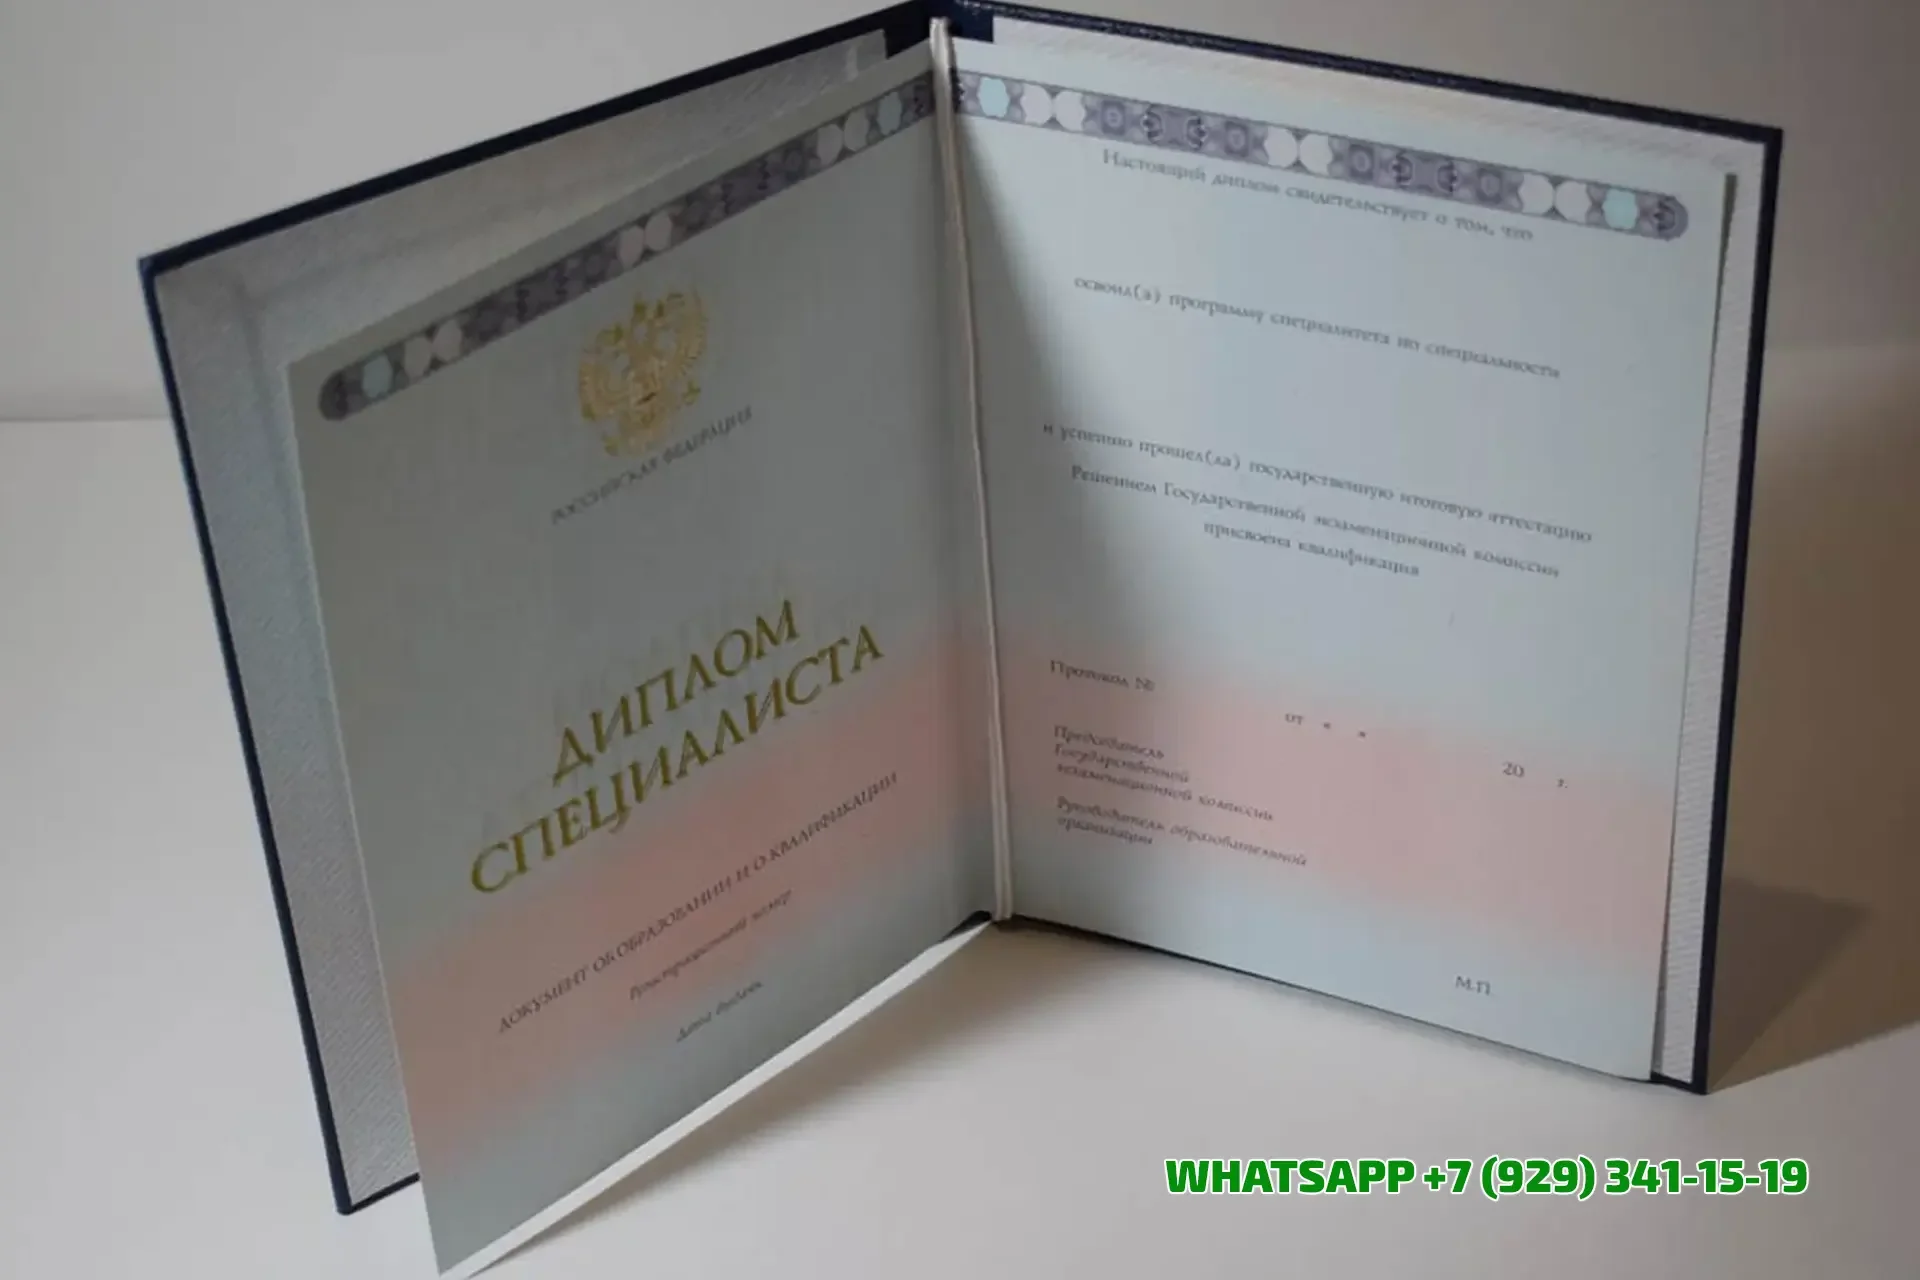 РОССИЙСКАЯ ФЕДЕРАЦИЯ
ДИПЛОМ
СПЕЦИАЛИСТА
ДОКУМЕНТ ОБ ОБРАЗОВАНИИ И О КВАЛИФИКАЦИИ
Регистрационный номер
Дата выдачи
Настоящий диплом свидетельствует о том, что
освоил(а) программу специалитета по специальности
и успешно прошел(ла) государственную итоговую аттестацию
Решением Государственной экзаменационной комиссии
присвоена квалификация
Протокол №
от « »
20 г.
Председатель
Государственной
экзаменационной комиссии
Руководитель образовательной
организации
М.П.
WHATSAPP +7 (929) 341-15-19